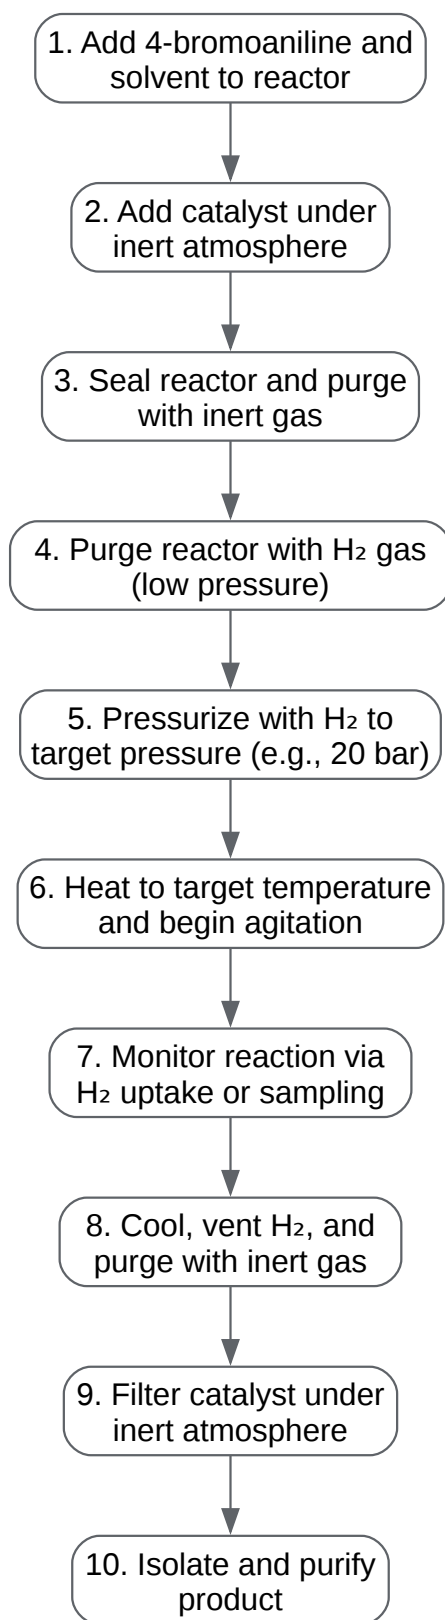 1. Add 4-bromoaniline and
solvent to reactor
2. Add catalyst under
inert atmosphere
3. Seal reactor and purge
with inert gas
4. Purge reactor with H₂ gas
(low pressure)
5. Pressurize with H₂ to
target pressure (e.g., 20 bar)
6. Heat to target temperature
and begin agitation
7. Monitor reaction via
H₂ uptake or sampling
8. Cool, vent H₂, and
purge with inert gas
9. Filter catalyst under
inert atmosphere
10. Isolate and purify
product